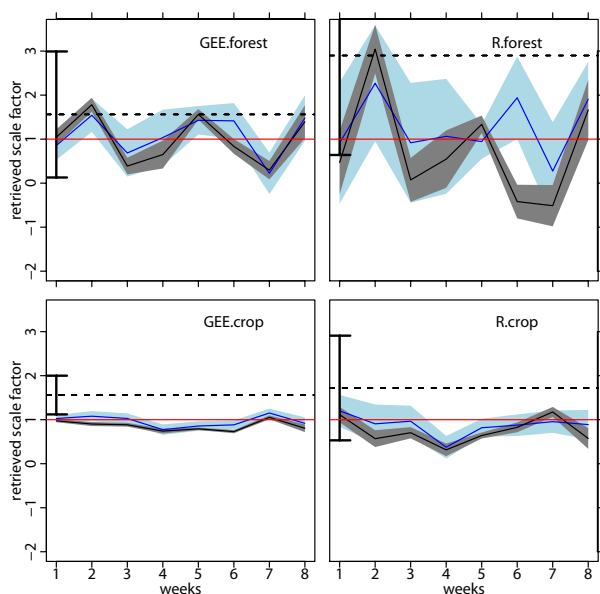 GEE.forest
R.forest
retrieved scale factor
3
2
1
0
−1
−2
GEE.crop
R.crop
retrieved scale factor
3
2
1
0
−1
−2
1 2 3 4 5 6 7 8
1 2 3 4 5 6 7 8
weeks
weeks